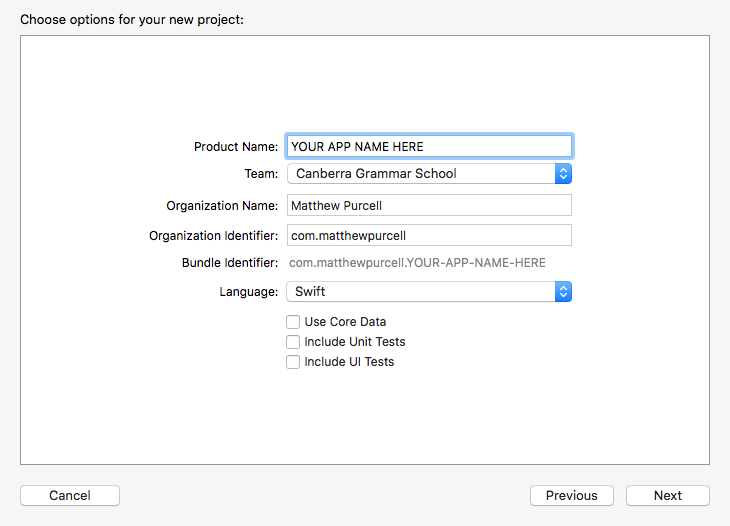 Choose options for your new project:
Product Name: YOUR APP NAME HERE
Team: Canberra Grammar School
Organization Name: Matthew Purcell
Organization Identifier: com.matthewpurcell
Bundle Identifier: com.matthewpurcell.YOUR-APP-NAME-HERE
Language: Swift
Use Core Data
Include Unit Tests
Include UI Tests
Cancel Previous Next